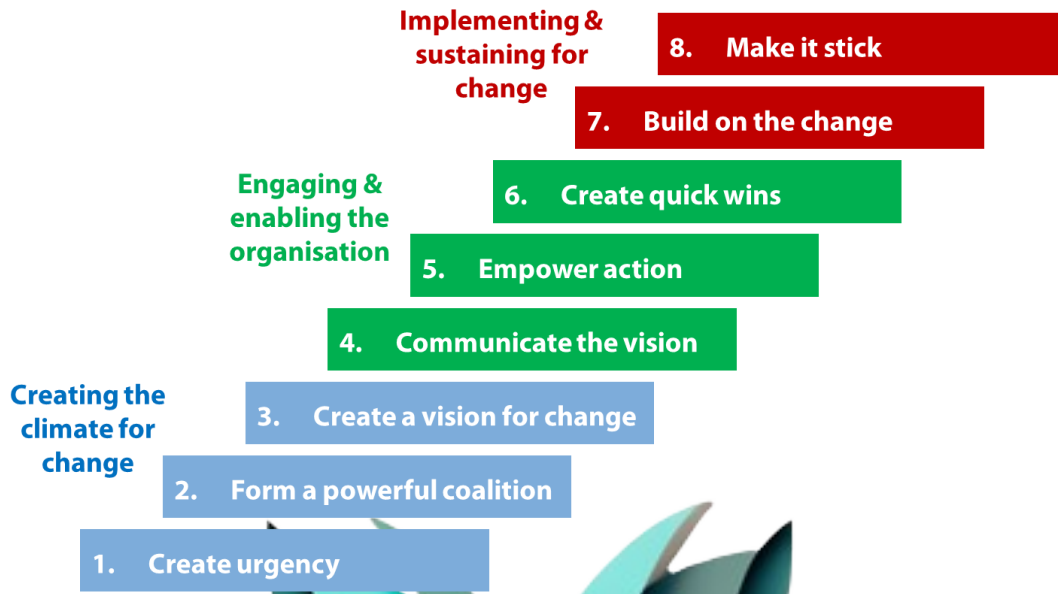 Implementing &
sustaining for
change
8. Make it stick
7. Build on the change
Engaging &
enabling the
organisation
6. Create quick wins
5. Empower action
4. Communicate the vision
Creating the
climate for
change
3. Create a vision for change
2. Form a powerful coalition
1. Create urgency